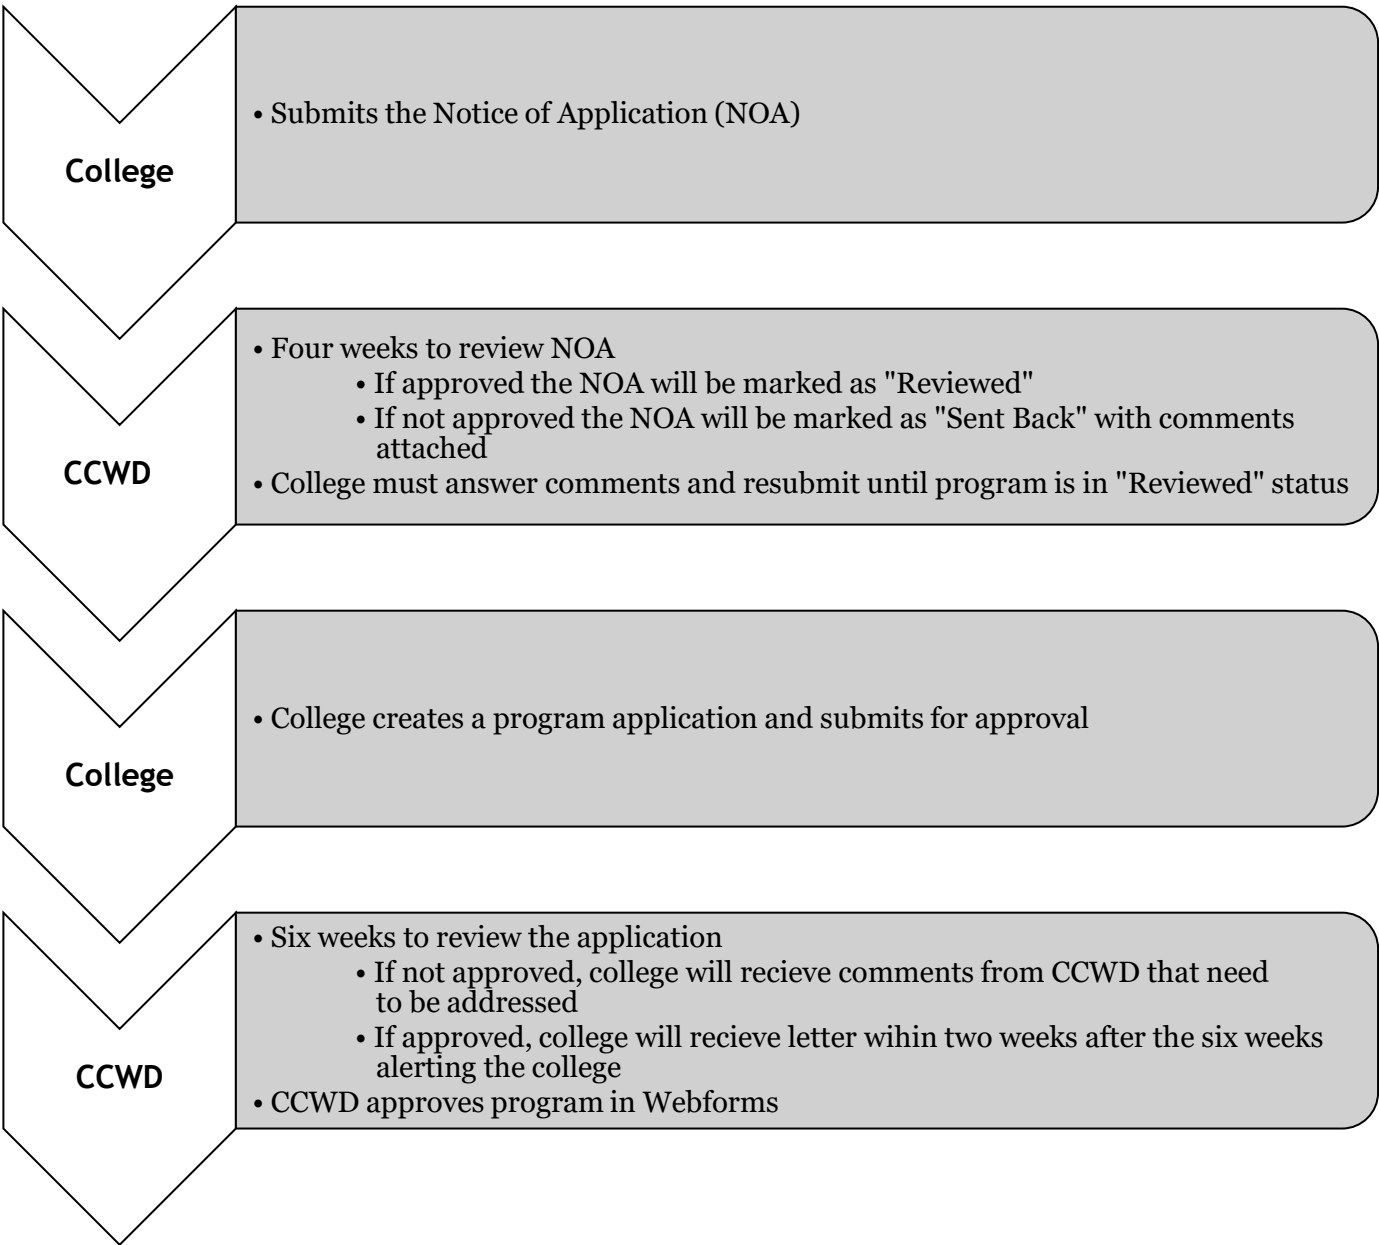 College
• Submits the Notice of Application (NOA)
CCWD
• Four weeks to review NOA
• If approved the NOA will be marked as "Reviewed"
• If not approved the NOA will be marked as "Sent Back" with comments
attached
• College must answer comments and resubmit until program is in "Reviewed" status
College
• College creates a program application and submits for approval
CCWD
• Six weeks to review the application
• If not approved, college will recieve comments from CCWD that need
to be addressed
• If approved, college will recieve letter wihin two weeks after the six weeks
alerting the college
• CCWD approves program in Webforms